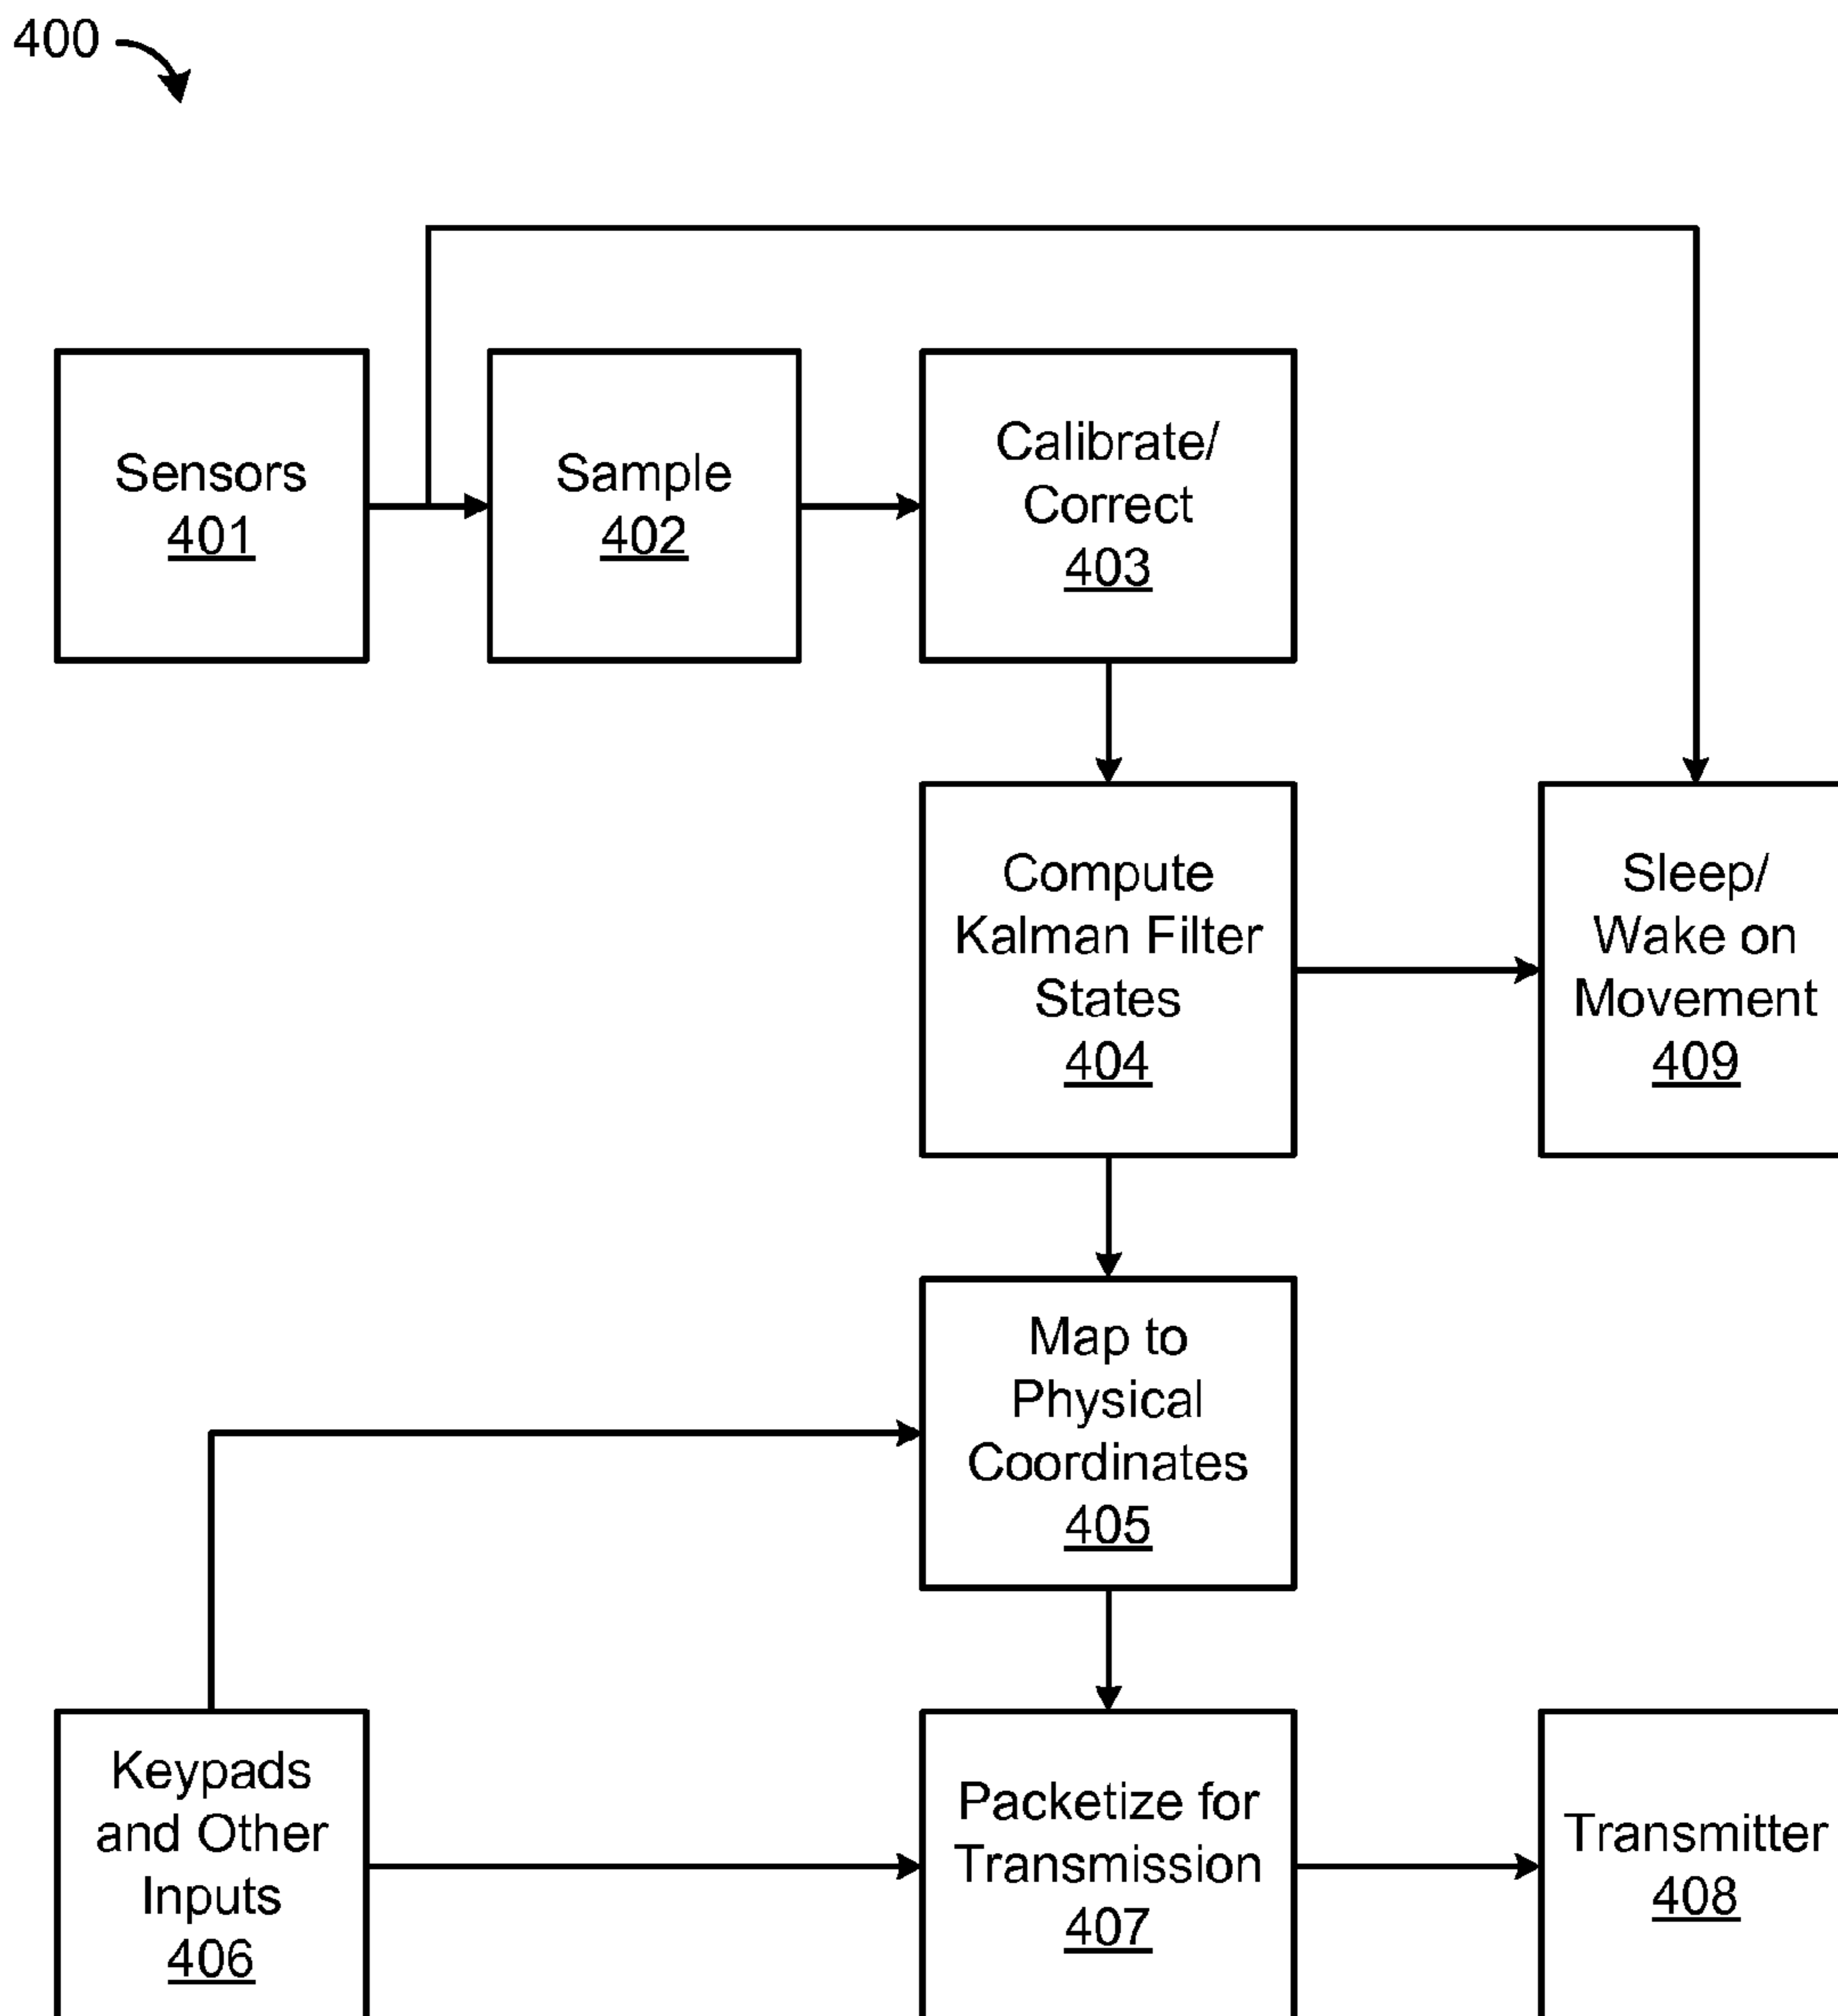 400
Sensors
401
Sample
402
Calibrate/
Correct
403
Compute
Kalman Filter
States
404
Sleep/
Wake on
Movement
409
Map to
Physical
Coordinates
405
Keypads
and Other
Inputs
406
Packetize for
Transmission
407
Transmitter
408